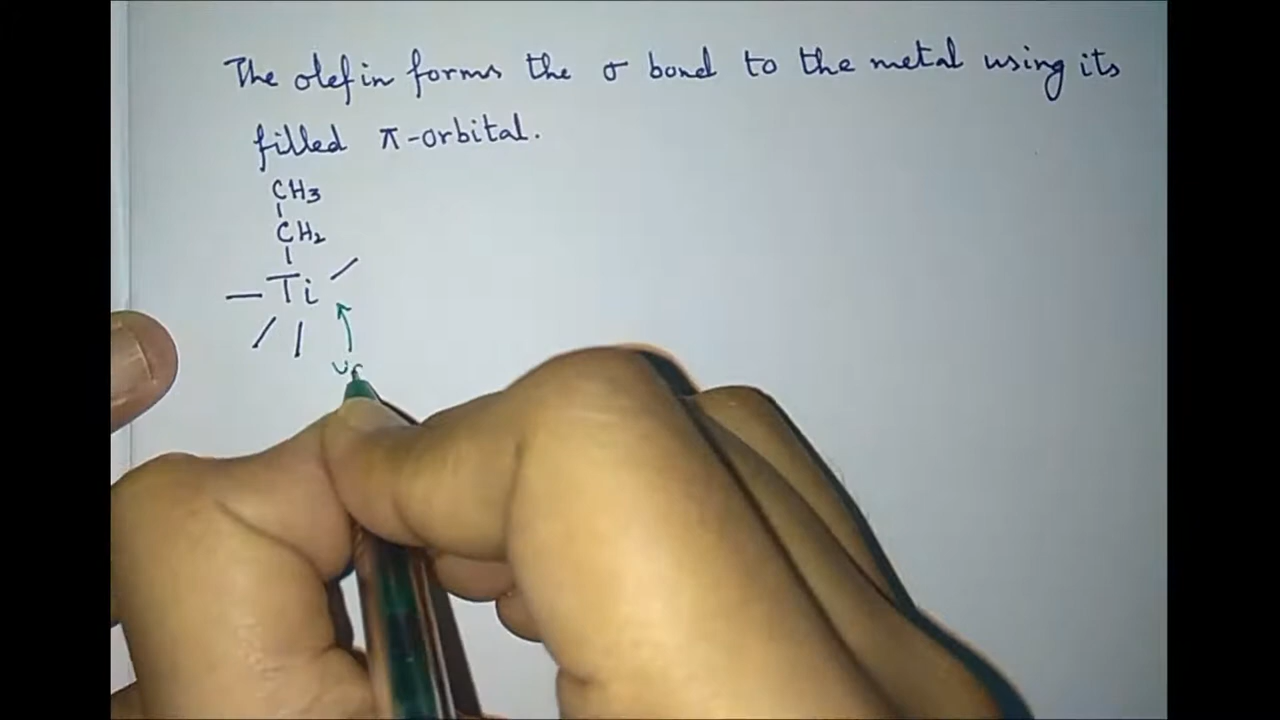 The olefin forms the σ bond to the metal using its
filled π-orbital.
CH3
CH2
Ti